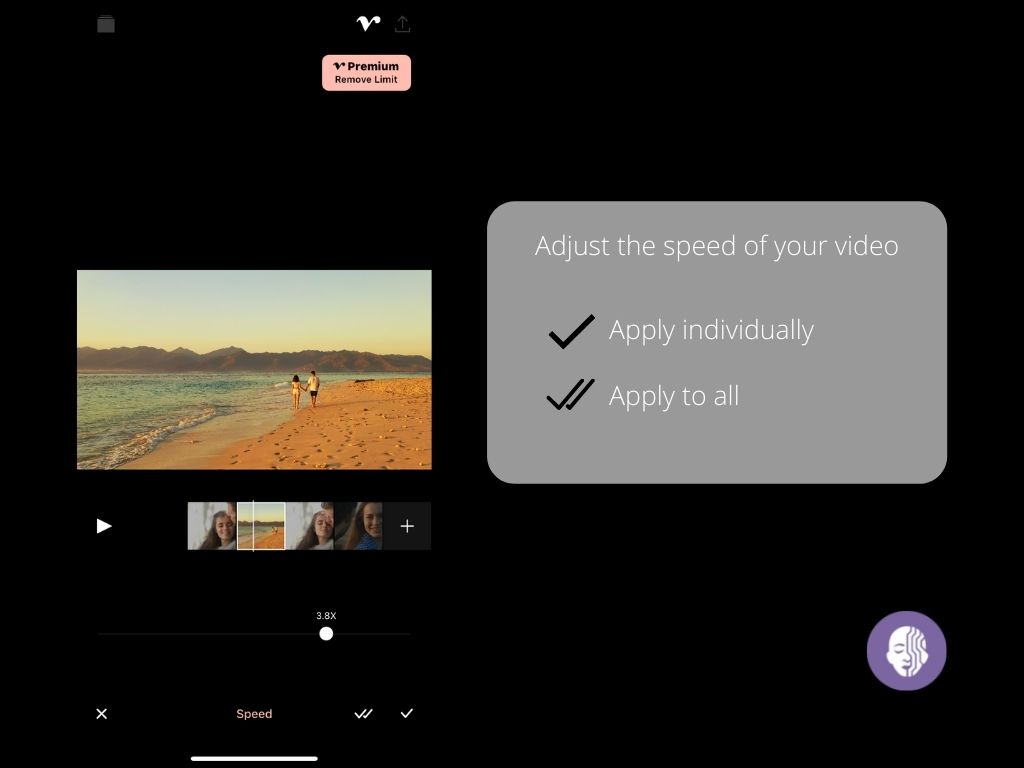 Premium
Remove Limit
Adjust the speed of your video
Apply individually
Apply to all
3.8X
Speed